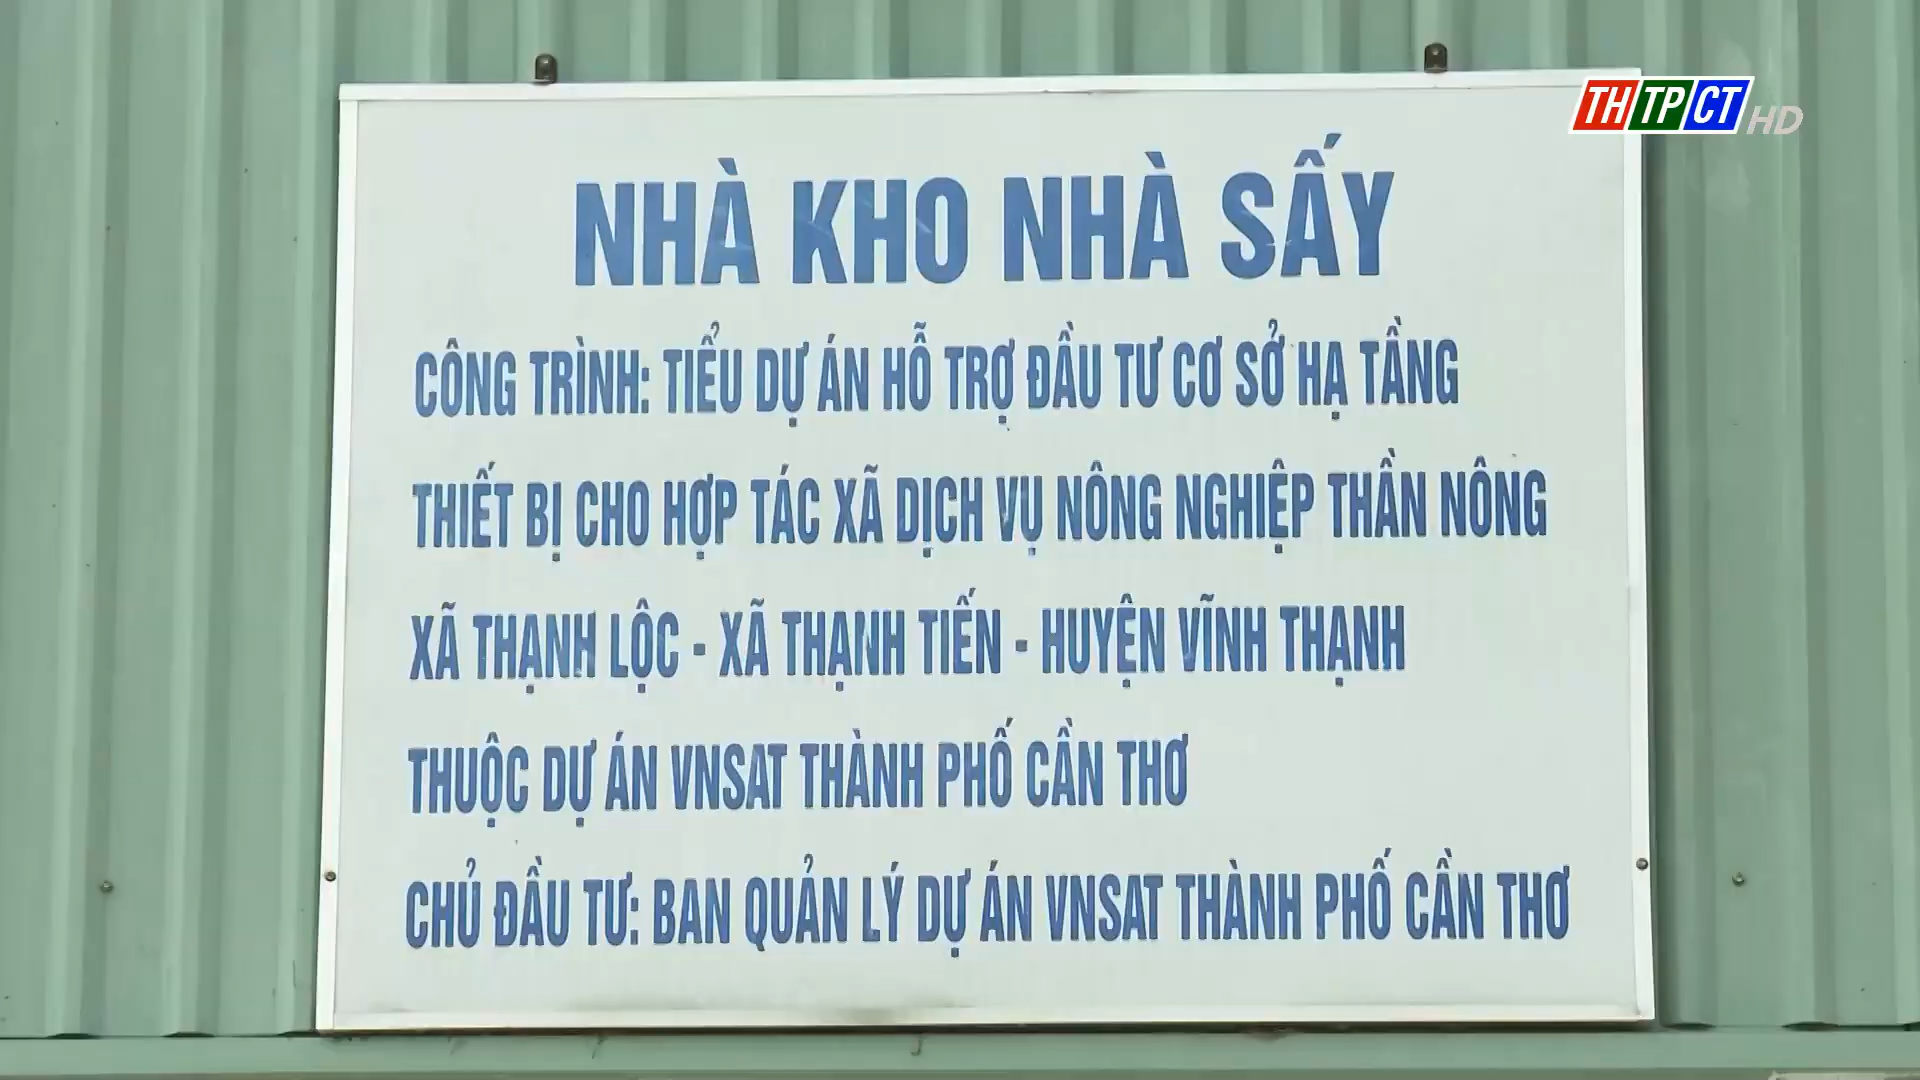 THTPCT HD
NHÀ KHO NHÀ SẤY
CÔNG TRÌNH: TIỂU DỰ ÁN HỖ TRỢ ĐẦU TƯ CƠ SỞ HẠ TẦNG
THIẾT BỊ CHO HỢP TÁC XÃ DỊCH VỤ NÔNG NGHIỆP THẦN NÔNG
XÃ THẠNH LỘC - XÃ THẠNH TIẾN - HUYỆN VĨNH THẠNH
THUỘC DỰ ÁN VNSAT THÀNH PHỐ CẦN THƠ
CHỦ ĐẦU TƯ: BAN QUẢN LÝ DỰ ÁN VNSAT THÀNH PHỐ CẦN THƠ